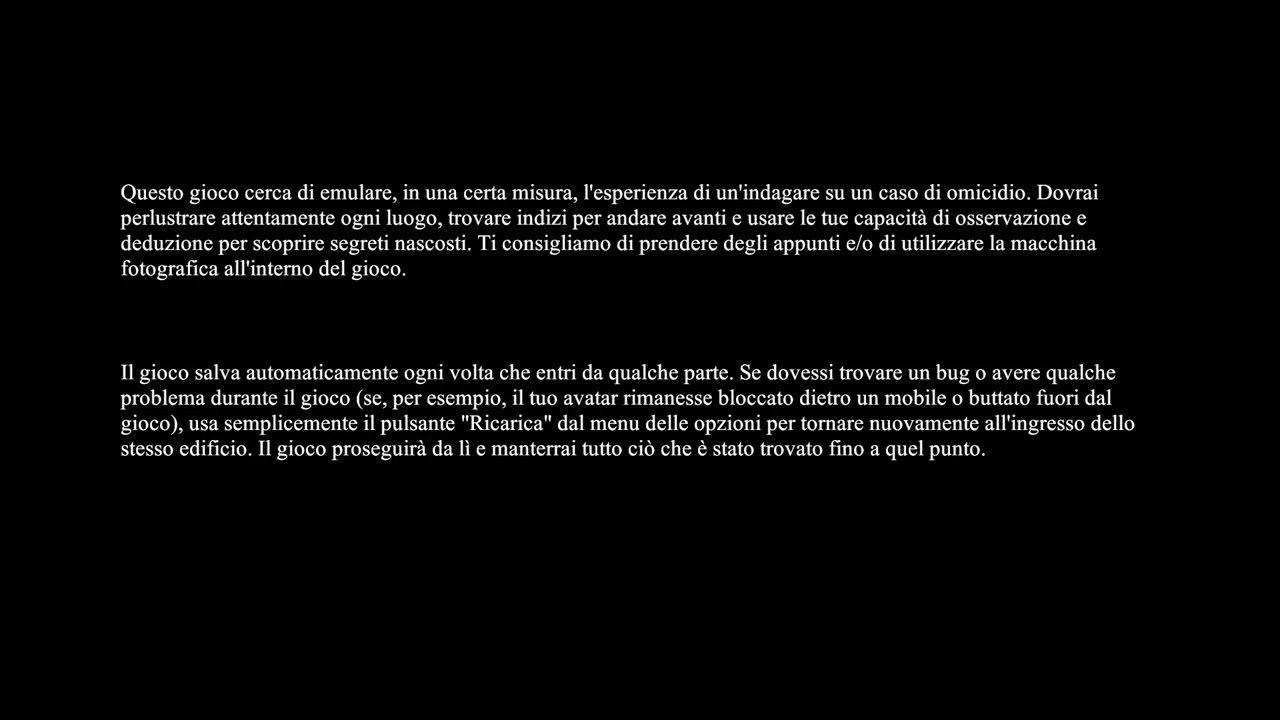 Questo gioco cerca di emulare, in una certa misura, l'esperienza di un'indagare su un caso di omicidio. Dovrai
perlustrare attentamente ogni luogo, trovare indizi per andare avanti e usare le tue capacità di osservazione e
deduzione per scoprire segreti nascosti. Ti consigliamo di prendere degli appunti e/o di utilizzare la macchina
fotografica all'interno del gioco.
Il gioco salva automaticamente ogni volta che entri da qualche parte. Se dovessi trovare un bug o avere qualche
problema durante il gioco (se, per esempio, il tuo avatar rimanesse bloccato dietro un mobile o buttato fuori dal
gioco), usa semplicemente il pulsante "Ricarica" dal menu delle opzioni per tornare nuovamente all'ingresso dello
stesso edificio. Il gioco proseguirà da lì e manterrai tutto ciò che è stato trovato fino a quel punto.